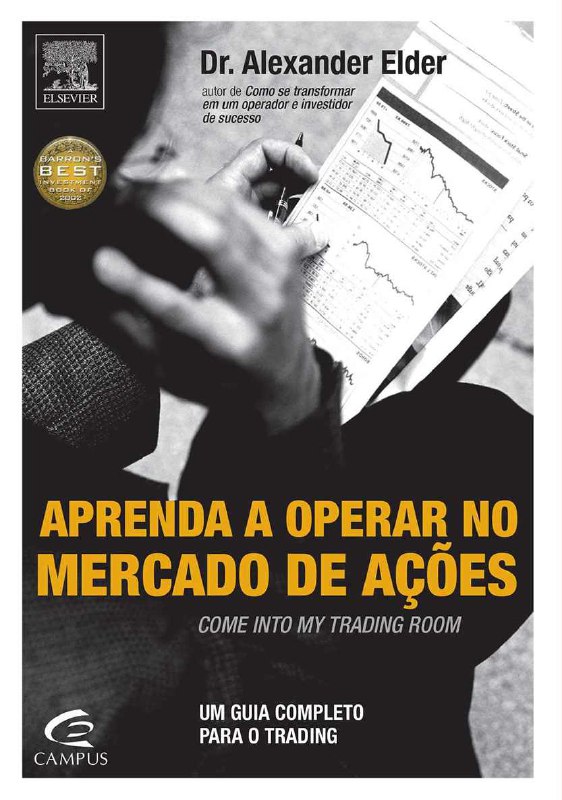 ELSEVIER
Dr. Alexander Elder
autor de Como se transformar
em um operador e investidor
de sucesso
A
BARRON'S
BEST
INVESTMENT
BOOK OF
2002
APRENDA A OPERAR NO
MERCADO DE AÇÕES
COME INTO MY TRADING ROOM
UM GUIA COMPLETO
PARA O TRADING
CAMPUS